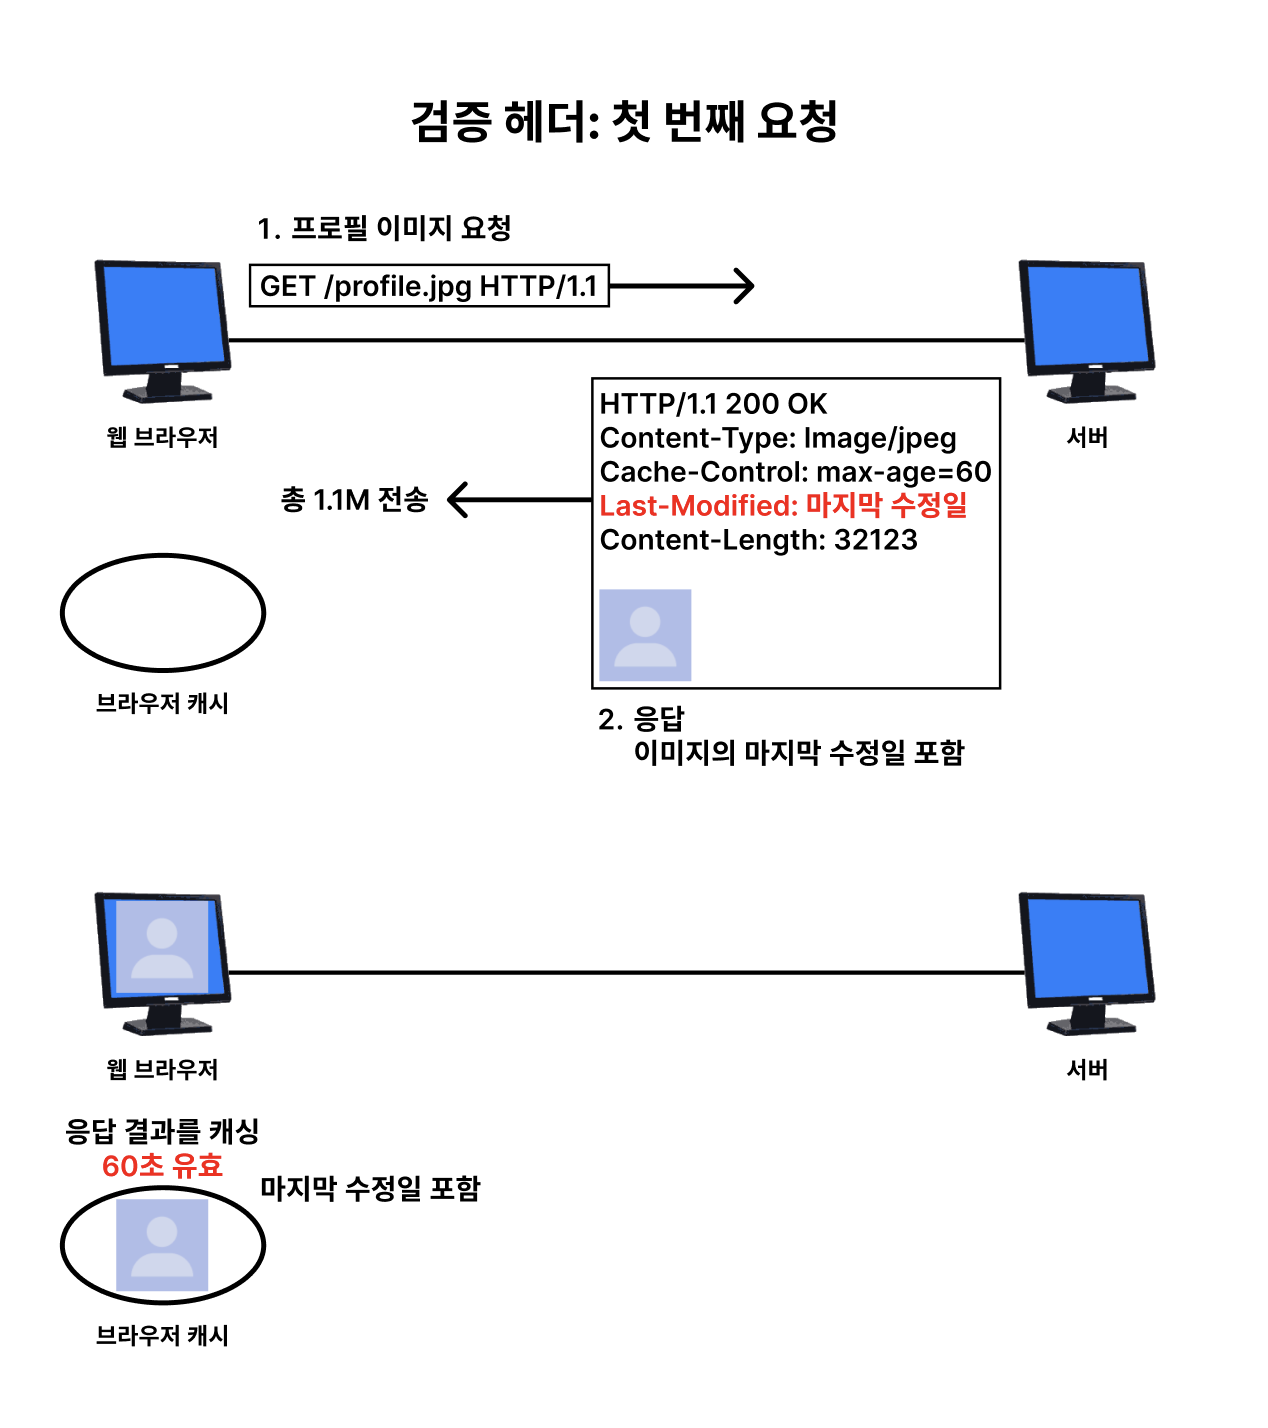 검증 헤더: 첫 번째 요청
1. 프로필 이미지 요청
GET /profile.jpg HTTP/1.1
웹 브라우저
서버
HTTP/1.1 200 OK
Content-Type: Image/jpeg
Cache-Control: max-age=60
Last-Modified: 마지막 수정일
Content-Length: 32123
총 1.1M 전송
브라우저 캐시
2. 응답
이미지의 마지막 수정일 포함
웹 브라우저
서버
응답 결과를 캐싱
60초 유효
마지막 수정일 포함
브라우저 캐시